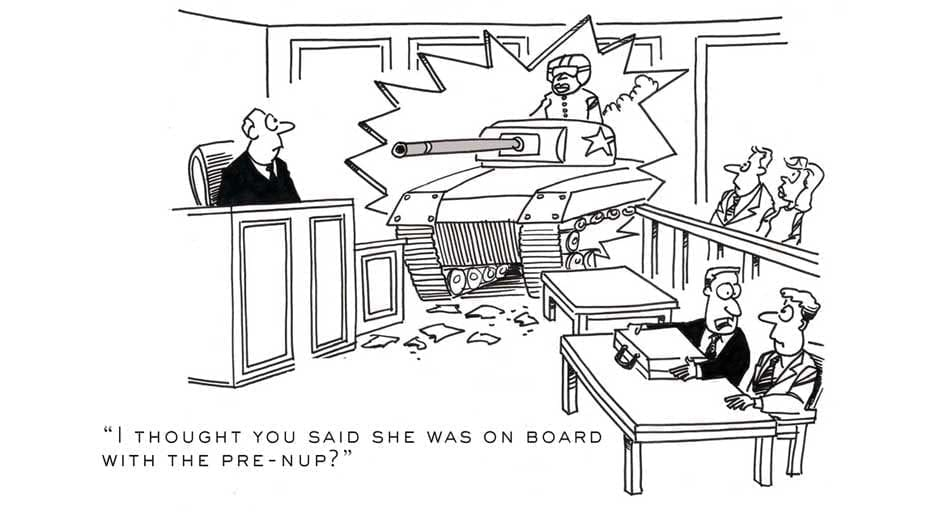 “I THOUGHT YOU SAID SHE WAS ON BOARD
WITH THE PRE-NUP?”